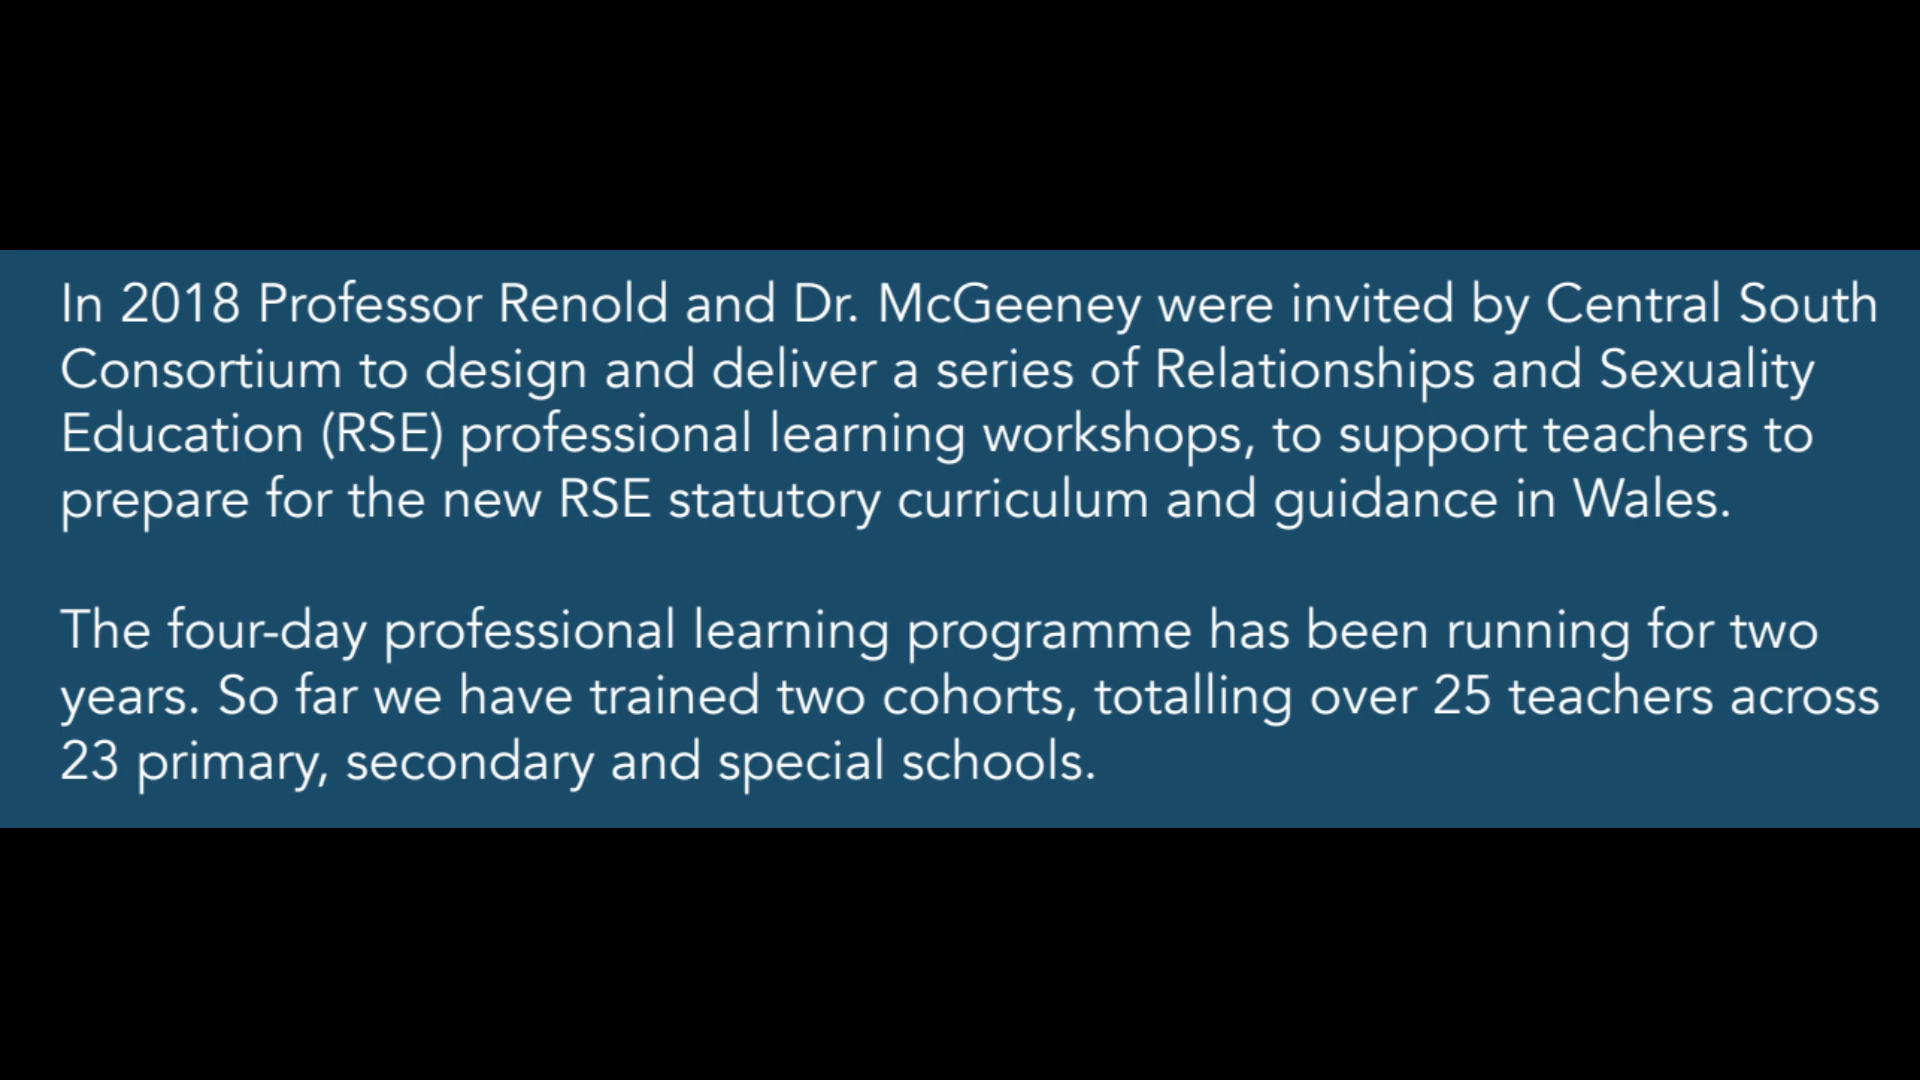 In 2018 Professor Renold and Dr. McGeeney were invited by Central South
Consortium to design and deliver a series of Relationships and Sexuality
Education (RSE) professional learning workshops, to support teachers to
prepare for the new RSE statutory curriculum and guidance in Wales.
The four-day professional learning programme has been running for two
years. So far we have trained two cohorts, totalling over 25 teachers across
23 primary, secondary and special schools.